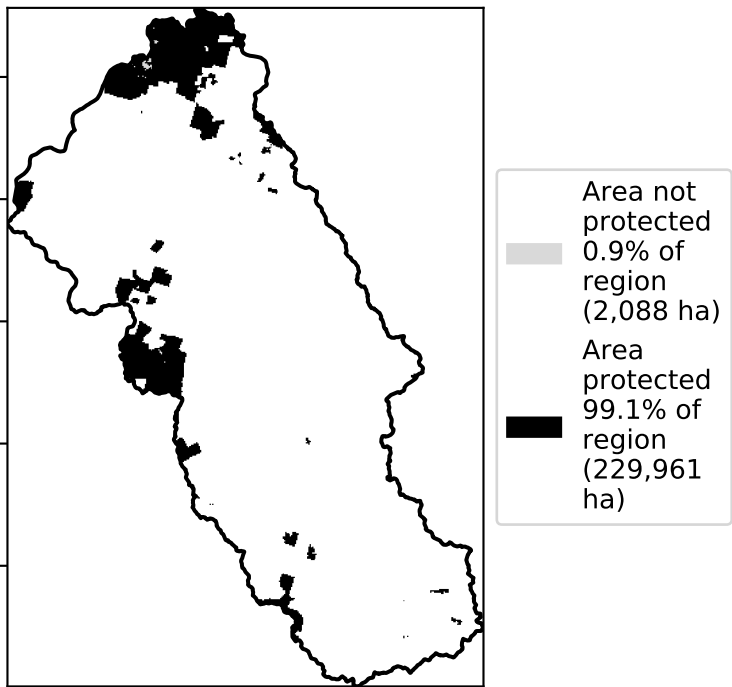 Area not
protected
0.9% of
region
(2,088 ha)
Area
protected
99.1% of
region
(229,961
ha)